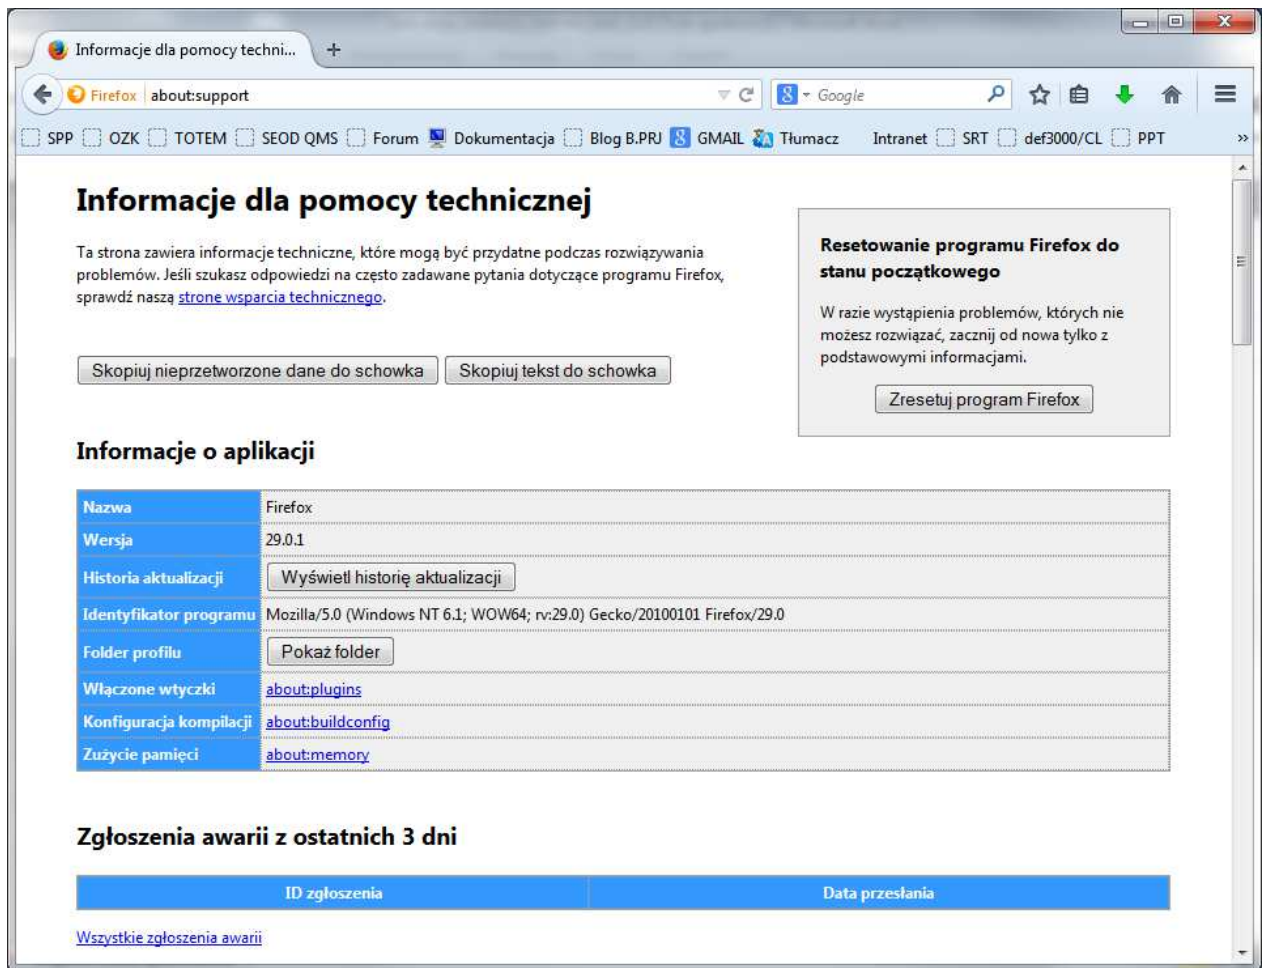 Informacje dla pomocy techni...
Firefox about:support Google
SPP OZK TOTEM SEOD QMS Forum Dokumentacja Blog B.PRJ GMAIL Tłumacz Intranet SRT def3000/CL PPT »
Informacje dla pomocy technicznej
Ta strona zawiera informacje techniczne, które mogą być przydatne podczas rozwiązywania
problemów. Jeśli szukasz odpowiedzi na często zadawane pytania dotyczące programu Firefox,
sprawdź naszą stronę wsparcia technicznego.
Skopiuj nieprzetworzone dane do schowka Skopiuj tekst do schowka
Resetowanie programu Firefox do
stanu początkowego
W razie wystąpienia problemów, których nie
możesz rozwiązać, zacznij od nowa tylko z
podstawowymi informacjami.
Zresetuj program Firefox
Informacje o aplikacji
Nazwa Firefox
Wersja 29.0.1
Historia aktualizacji Wyświetl historię aktualizacji
Identyfikator programu Mozilla/5.0 (Windows NT 6.1; WOW64; rv:29.0) Gecko/20100101 Firefox/29.0
Folder profilu Pokaż folder
Włączone wtyczki about:plugins
Konfiguracja kompilacji about:buildconfig
Zużycie pamięci about:memory
Zgłoszenia awarii z ostatnich 3 dni
ID zgłoszenia Data przesłania
Wszystkie zgłoszenia awarii